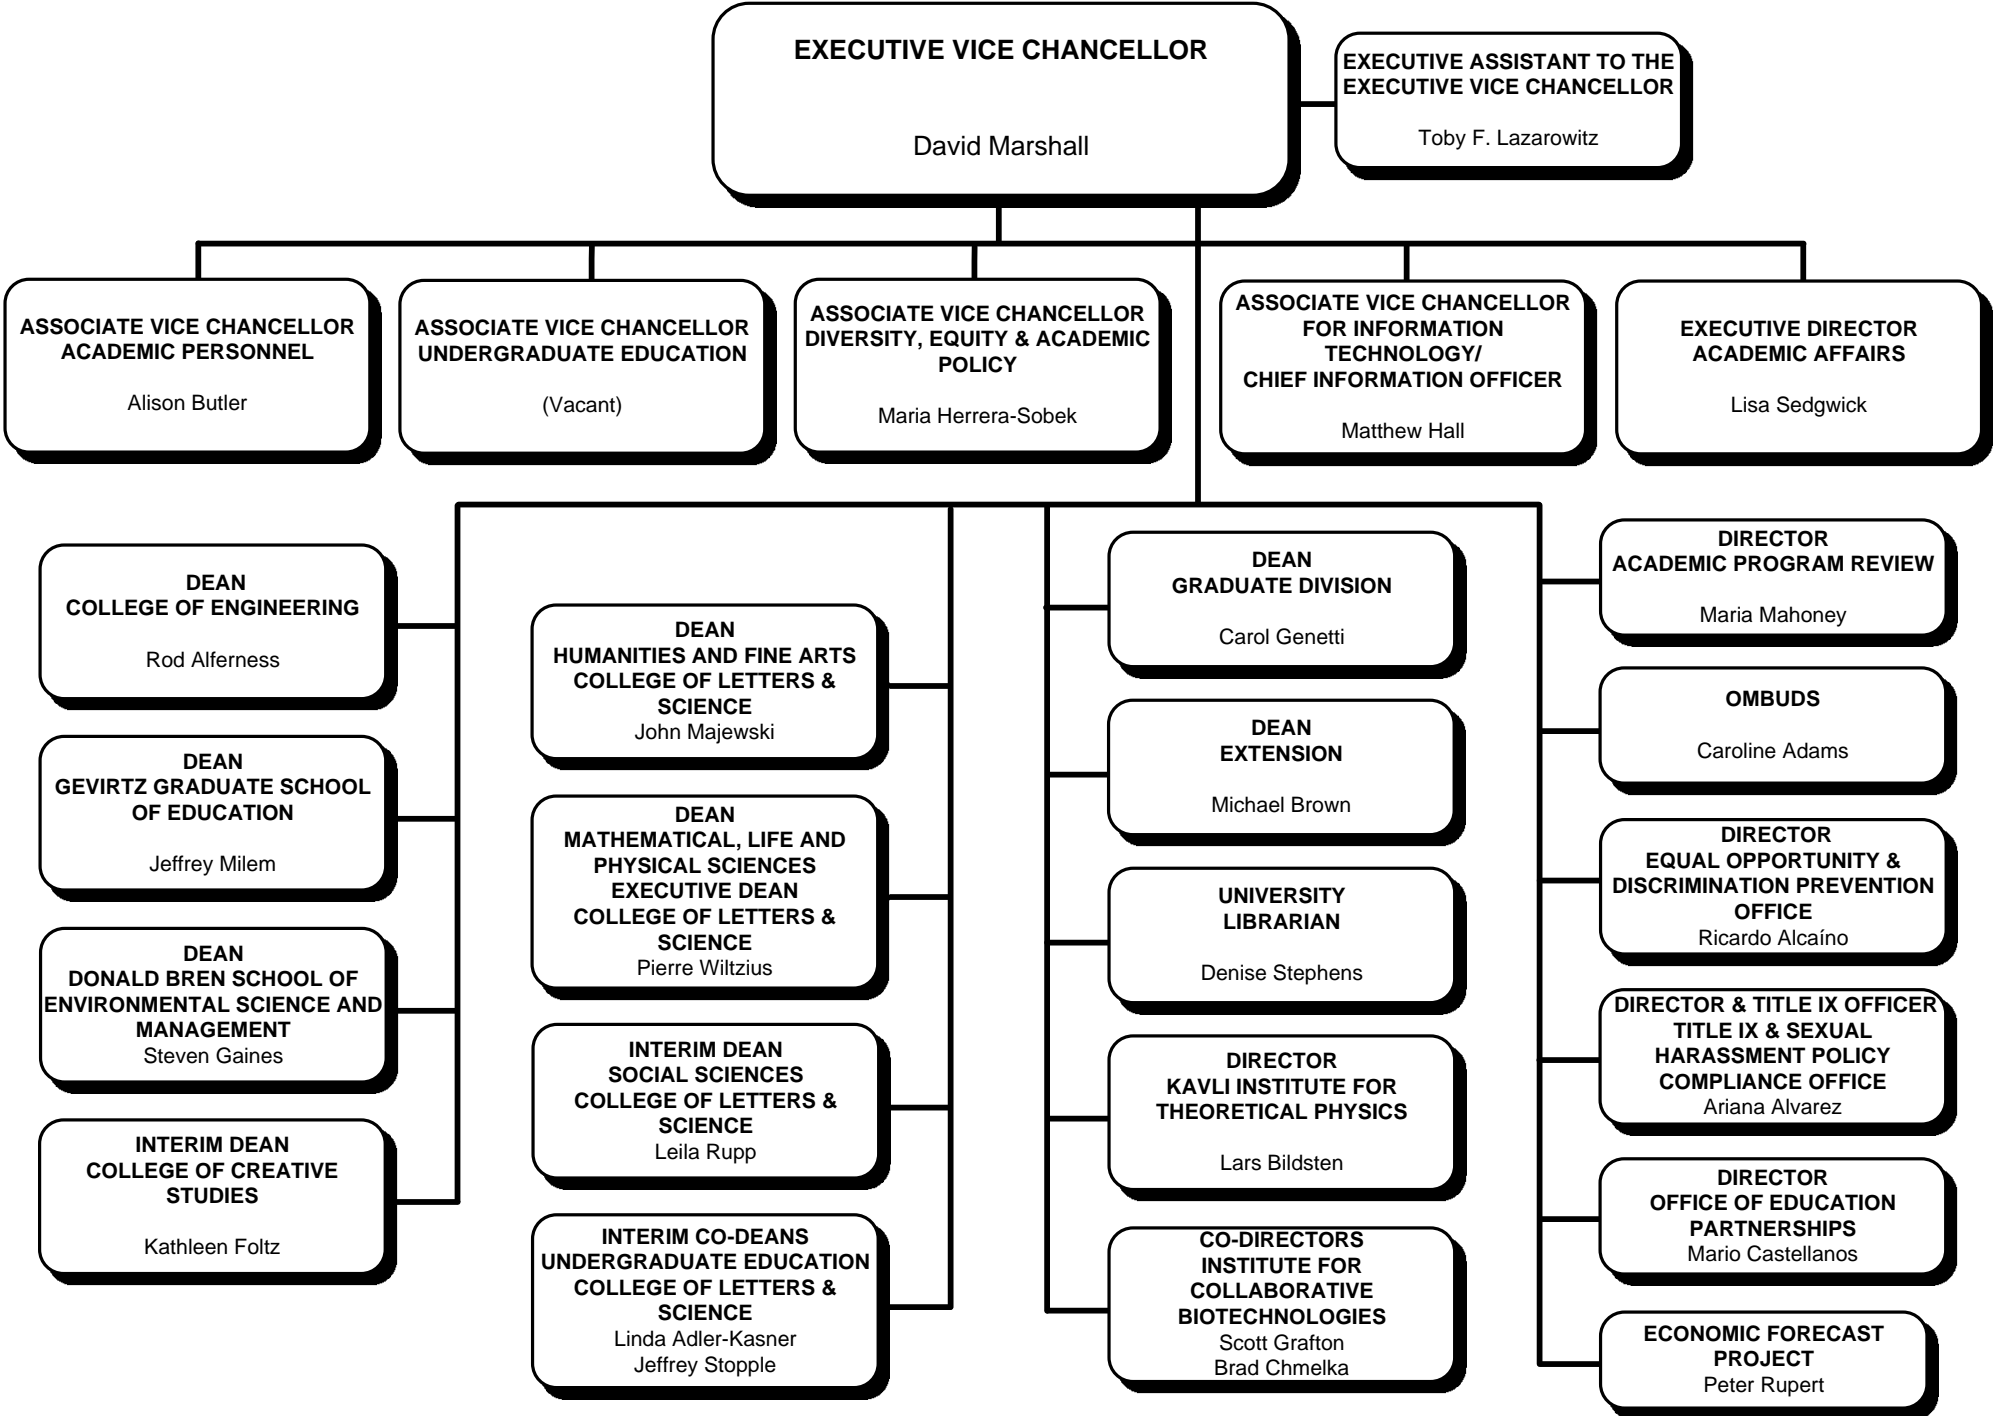 EXECUTIVE VICE CHANCELLOR
David Marshall
EXECUTIVE ASSISTANT TO THE
EXECUTIVE VICE CHANCELLOR
Toby F. Lazarowitz
ASSOCIATE VICE CHANCELLOR
ACADEMIC PERSONNEL
Alison Butler
ASSOCIATE VICE CHANCELLOR
UNDERGRADUATE EDUCATION
(Vacant)
ASSOCIATE VICE CHANCELLOR
DIVERSITY, EQUITY & ACADEMIC
POLICY
Maria Herrera-Sobek
ASSOCIATE VICE CHANCELLOR
FOR INFORMATION
TECHNOLOGY/
CHIEF INFORMATION OFFICER
Matthew Hall
EXECUTIVE DIRECTOR
ACADEMIC AFFAIRS
Lisa Sedgwick
DEAN
COLLEGE OF ENGINEERING
Rod Alferness
DEAN
GEVIRTZ GRADUATE SCHOOL
OF EDUCATION
Jeffrey Milem
DEAN
DONALD BREN SCHOOL OF
ENVIRONMENTAL SCIENCE AND
MANAGEMENT
Steven Gaines
INTERIM DEAN
COLLEGE OF CREATIVE
STUDIES
Kathleen Foltz
DEAN
HUMANITIES AND FINE ARTS
COLLEGE OF LETTERS &
SCIENCE
John Majewski
DEAN
MATHEMATICAL, LIFE AND
PHYSICAL SCIENCES
EXECUTIVE DEAN
COLLEGE OF LETTERS &
SCIENCE
Pierre Wiltzius
INTERIM DEAN
SOCIAL SCIENCES
COLLEGE OF LETTERS &
SCIENCE
Leila Rupp
INTERIM CO-DEANS
UNDERGRADUATE EDUCATION
COLLEGE OF LETTERS &
SCIENCE
Linda Adler-Kasner
Jeffrey Stopple
DEAN
GRADUATE DIVISION
Carol Genetti
DEAN
EXTENSION
Michael Brown
UNIVERSITY
LIBRARIAN
Denise Stephens
DIRECTOR
KAVLI INSTITUTE FOR
THEORETICAL PHYSICS
Lars Bildsten
CO-DIRECTORS
INSTITUTE FOR
COLLABORATIVE
BIOTECHNOLOGIES
Scott Grafton
Brad Chmelka
DIRECTOR
ACADEMIC PROGRAM REVIEW
Maria Mahoney
OMBUDS
Caroline Adams
DIRECTOR
EQUAL OPPORTUNITY &
DISCRIMINATION PREVENTION
OFFICE
Ricardo Alcaíno
DIRECTOR & TITLE IX OFFICER
TITLE IX & SEXUAL
HARASSMENT POLICY
COMPLIANCE OFFICE
Ariana Alvarez
DIRECTOR
OFFICE OF EDUCATION
PARTNERSHIPS
Mario Castellanos
ECONOMIC FORECAST
PROJECT
Peter Rupert